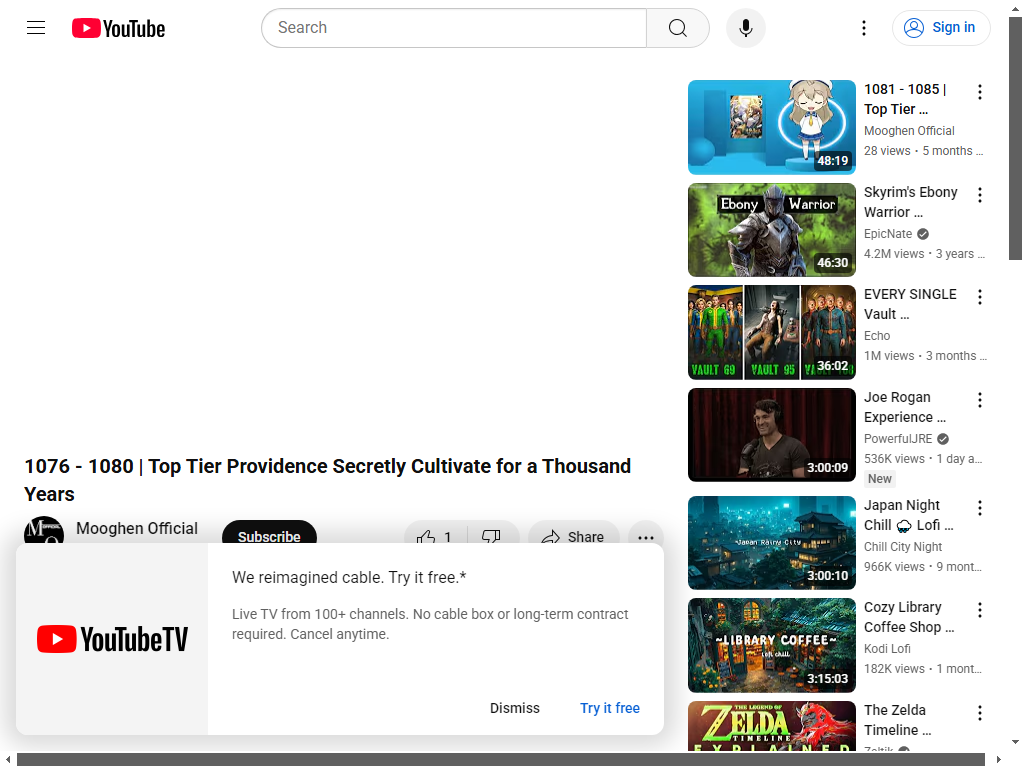 YouTube
Search
Sign in
48:19
1081 - 1085 |
Top Tier ...
Mooghen Official
28 views • 5 months ...
Ebony Warrior
46:30
Skyrim's Ebony
Warrior ...
EpicNate
4.2M views • 3 years ...
VAULT 69 VAULT 95
36:02
EVERY SINGLE
Vault ...
Echo
1M views • 3 months ...
3:00:09
Joe Rogan
Experience ...
PowerfulJRE
536K views • 1 day a...
New
Japan Rainy City
3:00:10
Japan Night
Chill 🌧 Lofi ...
Chill City Night
966K views • 9 mont...
~LIBRARY COFFEE~
lofi chill
3:15:03
Cozy Library
Coffee Shop ...
Kodi Lofi
182K views • 1 mont...
THE LEGEND OF
ZELDA
TIMELINE
EXPLAINED
The Zelda
Timeline ...
Zeltik
1076 - 1080 | Top Tier Providence Secretly Cultivate for a Thousand
Years
Mooghen Official
Subscribe
1
Share
YouTubeTV
We reimagined cable. Try it free.*
Live TV from 100+ channels. No cable box or long-term contract
required. Cancel anytime.
Dismiss
Try it free